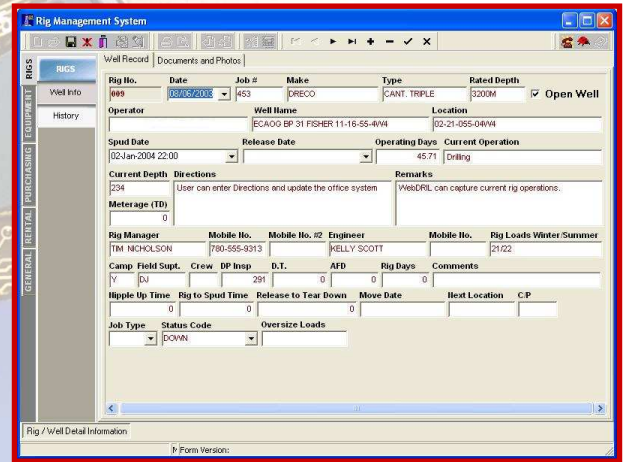 Rig Management System
Well Record Documents and Photos
RIGS
EQUIPMENT
PURCHASING
RENTAL
GENERAL
RIGS
Well Info
History
Rig No. Date Job # Make Type Rated Depth
009 08/06/2003 453 DRECO CANT. TRIPLE 3200M Open Well
Operator Well Name Location
ECAOG BP 31 FISHER 11-16-55-4W4 02-21-055-04W4
Spud Date Release Date Operating Days Current Operation
02-Jan-2004 22:00 45.71 Drilling
Current Depth Directions Remarks
234 User can enter Directions and update the office system WebDRIL can capture current rig operations.
Meterage (TD)
0
Rig Manager Mobile No. Mobile No. #2 Engineer Mobile No. Rig Loads Winter/Summer
TIM NICHOLSON 780-555-9313 KELLY SCOTT 21/22
Camp Field Supt. Crew DP Insp D.T. AFD Rig Days Comments
Y DJ 291 0 0 0
Nipple Up Time Rig to Spud Time Release to Tear Down Move Date Next Location C/P
0 0 0
Job Type Status Code Oversize Loads
DOWN
Rig / Well Detail Information
Form Version: